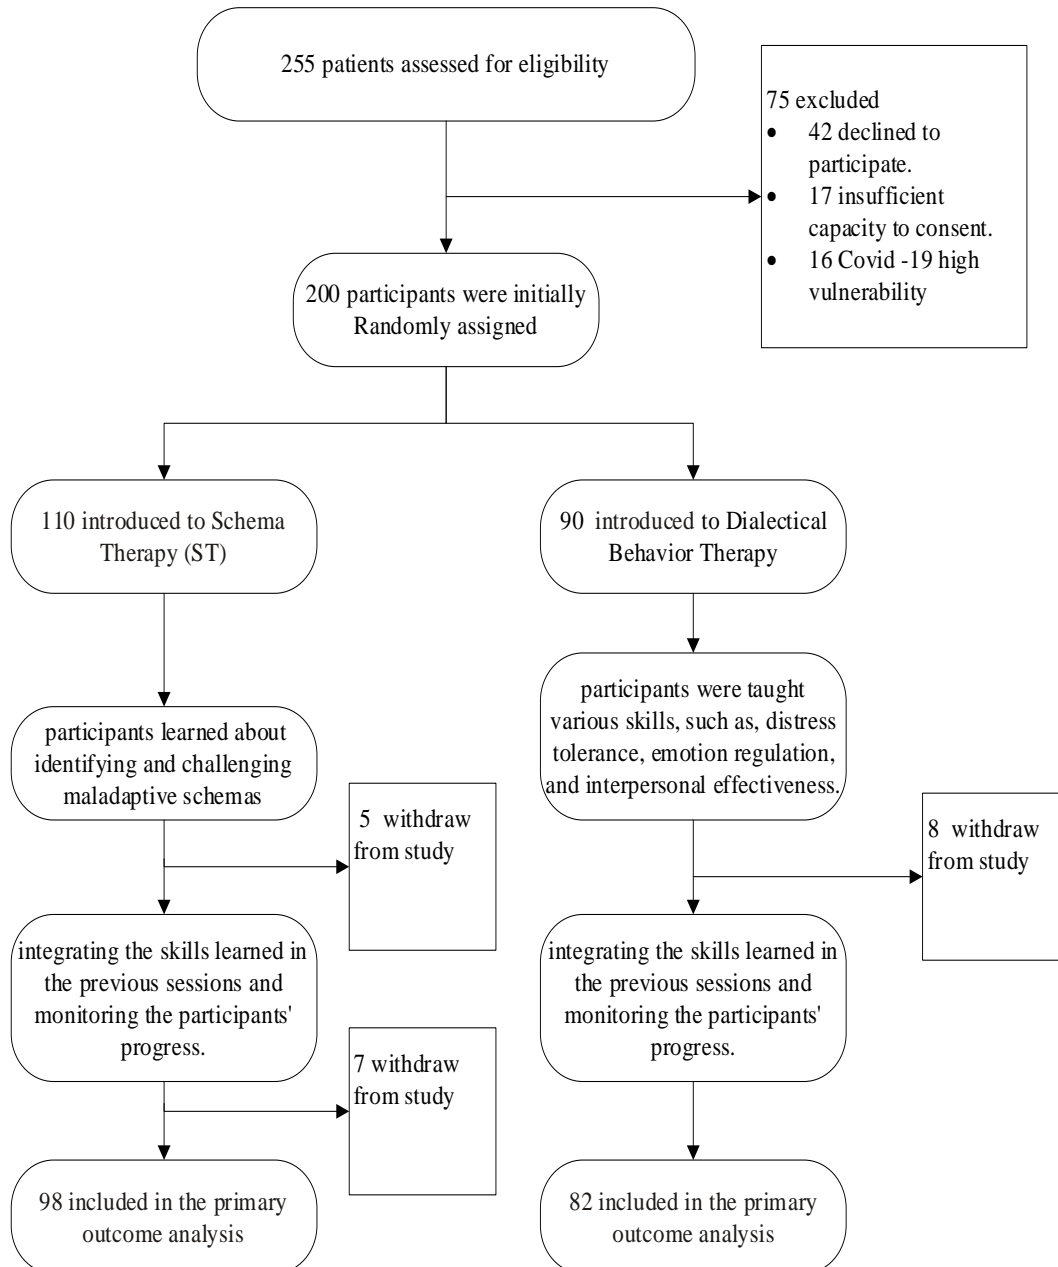 255 patients assessed for eligibility
75 excluded
• 42 declined to
participate.
• 17 insufficient
capacity to consent.
• 16 Covid -19 high
vulnerability
200 participants were initially
Randomly assigned
110 introduced to Schema
Therapy (ST)
90 introduced to Dialectical
Behavior Therapy
participants learned about
identifying and challenging
maladaptive schemas
participants were taught
various skills, such as, distress
tolerance, emotion regulation,
and interpersonal effectiveness.
5 withdraw
from study
8 withdraw
from study
integrating the skills learned in
the previous sessions and
monitoring the participants'
progress.
integrating the skills learned in
the previous sessions and
monitoring the participants'
progress.
7 withdraw
from study
98 included in the primary
outcome analysis
82 included in the primary
outcome analysis